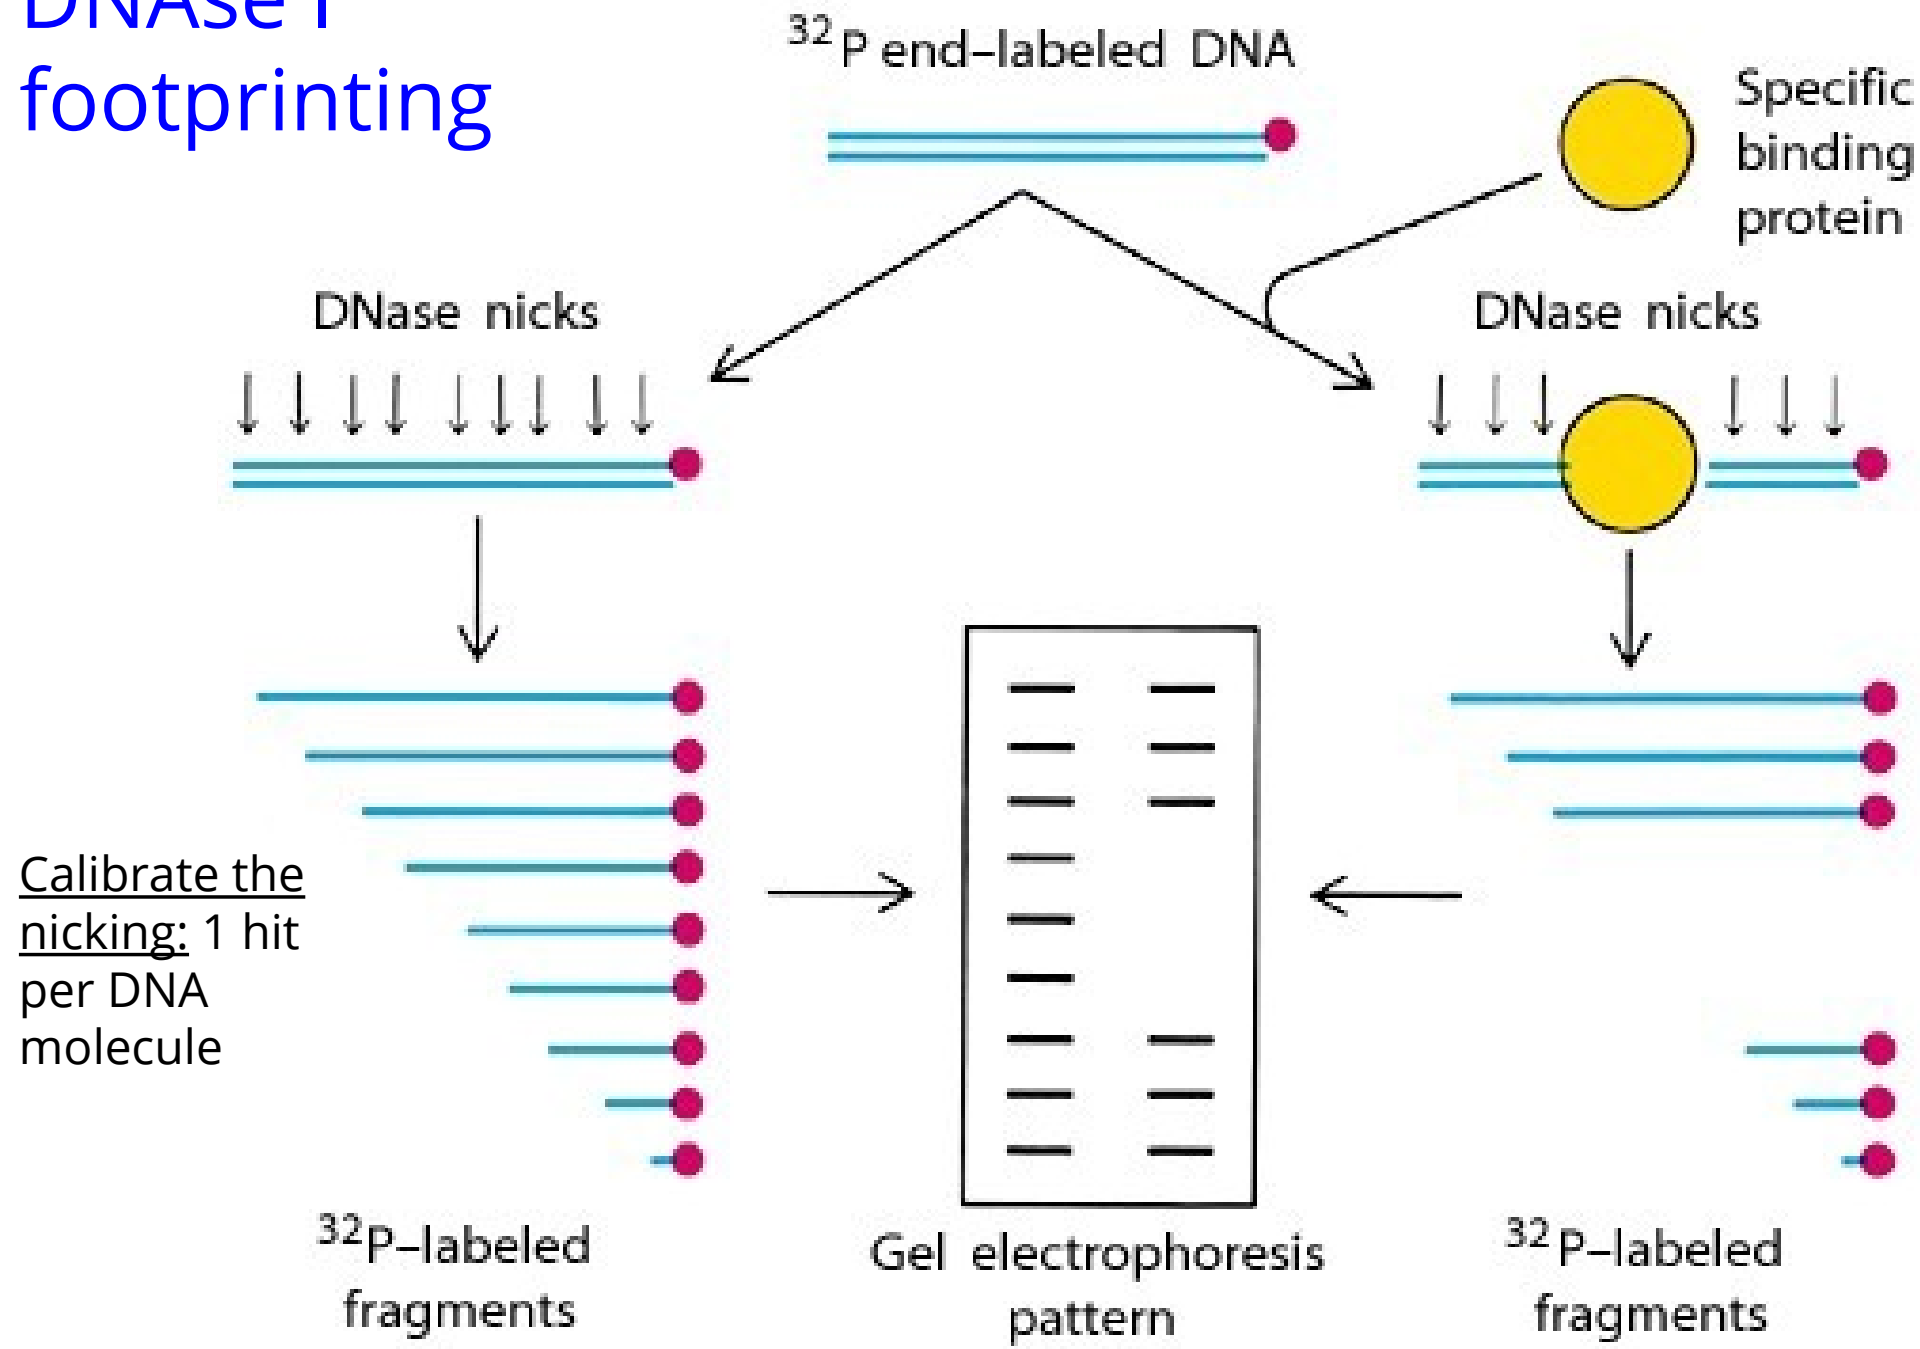 DNAse I
footprinting
32P end-labeled DNA
Specific
binding
protein
DNase nicks
DNase nicks
Calibrate the
nicking: 1 hit
per DNA
molecule
32P-labeled
fragments
Gel electrophoresis
pattern
32P-labeled
fragments